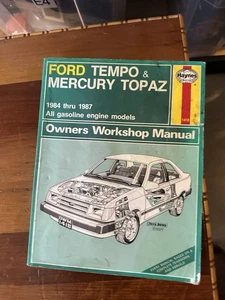 FORD TEMPO &
MERCURY TOPAZ
Haynes
1984 thru 1987
All gasoline engine models
Owners Workshop Manual